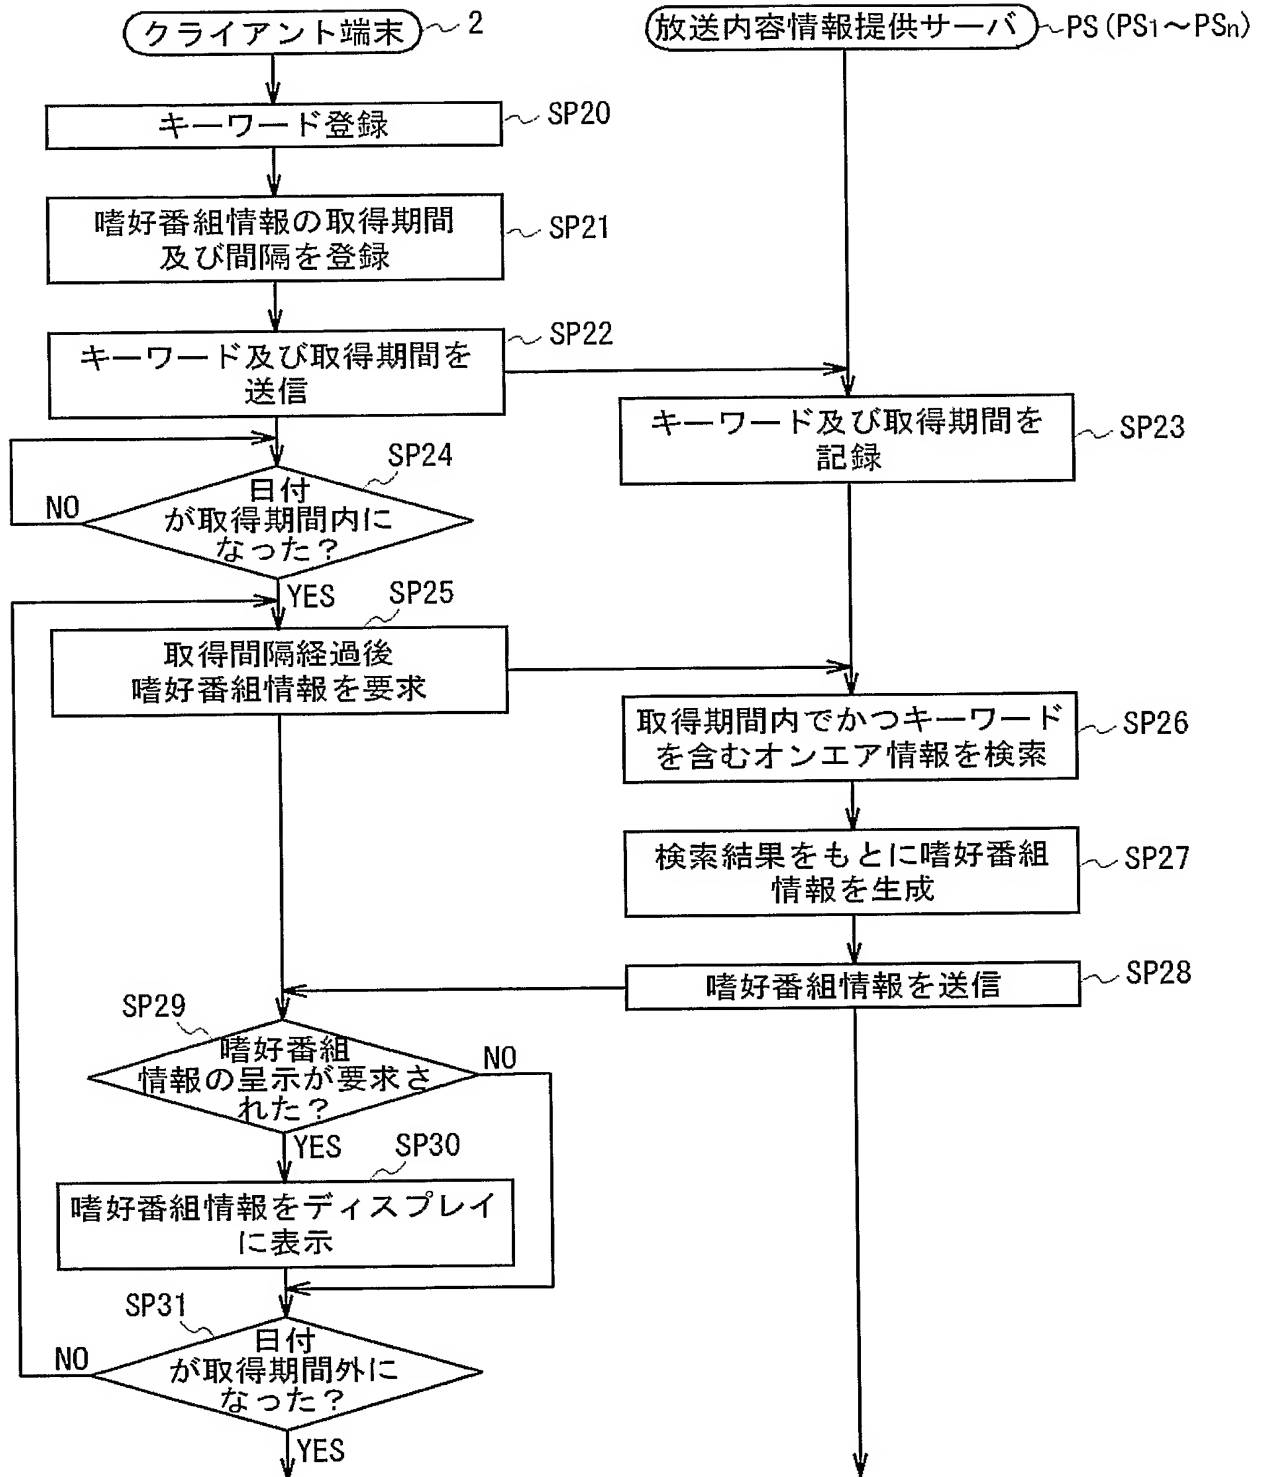 クライアント端末
2
放送内容情報提供サーバ
PS(PS1～PSn)
キーワード登録
SP20
嗜好番組情報の取得期間
及び間隔を登録
SP21
キーワード及び取得期間を
送信
SP22
キーワード及び取得期間を
記録
SP23
SP24
日付
が取得期間内に
なった？
NO
YES
SP25
取得間隔経過後
嗜好番組情報を要求
取得期間内でかつキーワード
を含むオンエア情報を検索
SP26
検索結果をもとに嗜好番組
情報を生成
SP27
嗜好番組情報を送信
SP28
SP29
嗜好番組
情報の呈示が要求さ
れた？
NO
YES
SP30
嗜好番組情報をディスプレイ
に表示
SP31
日付
が取得期間外に
なった？
NO
YES